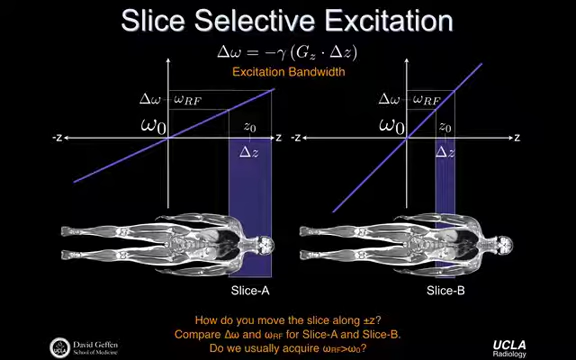 Slice Selective Excitation
Δω = −γ (G_z · Δz)
Excitation Bandwidth
Δω ω_RF
ω_0
-z z_0 z
Δz
Δω ω_RF
ω_0
-z z_0 z
Δz
Slice-A
Slice-B
How do you move the slice along ±z?
Compare Δω and ω_RF for Slice-A and Slice-B.
Do we usually acquire ω_RF>ω_0?
UCLA
David Geffen
School of Medicine
UCLA
Radiology